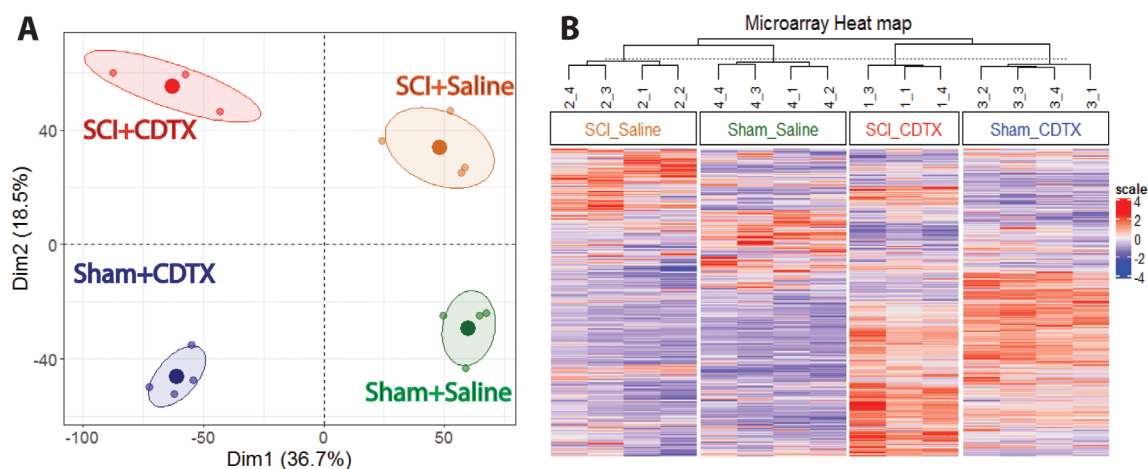 A
SCI+CDTX
SCI+Saline
Sham+CDTX
Sham+Saline
40
0
-40
Dim2 (18.5%)
-100
-50
0
50
Dim1 (36.7%)
B
Microarray Heat map
2_4
2_3
2_1
2_2
4_4
4_3
4_1
4_2
1_3
1_1
1_4
3_2
3_3
3_4
3_1
SCI_Saline
Sham_Saline
SCI_CDTX
Sham_CDTX
scale
4
2
0
-2
-4